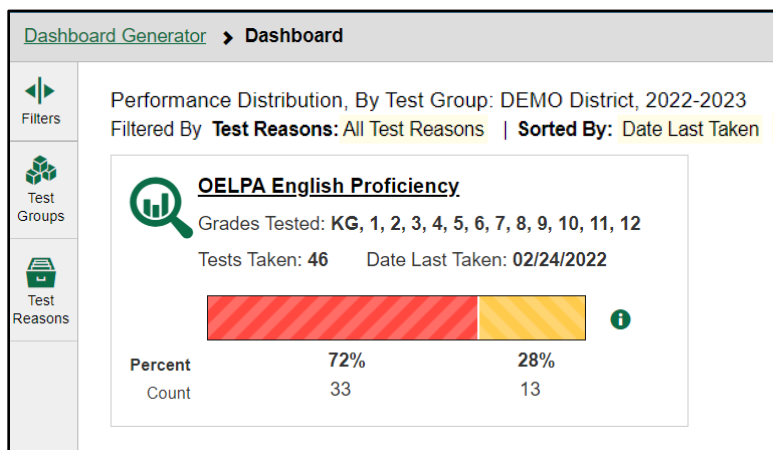 Dashboard Generator > Dashboard
Filters
Test
Groups
Test
Reasons
Performance Distribution, By Test Group: DEMO District, 2022-2023
Filtered By Test Reasons: All Test Reasons | Sorted By: Date Last Taken
OELPA English Proficiency
Grades Tested: KG, 1, 2, 3, 4, 5, 6, 7, 8, 9, 10, 11, 12
Tests Taken: 46 Date Last Taken: 02/24/2022
Percent 72% 28%
Count 33 13